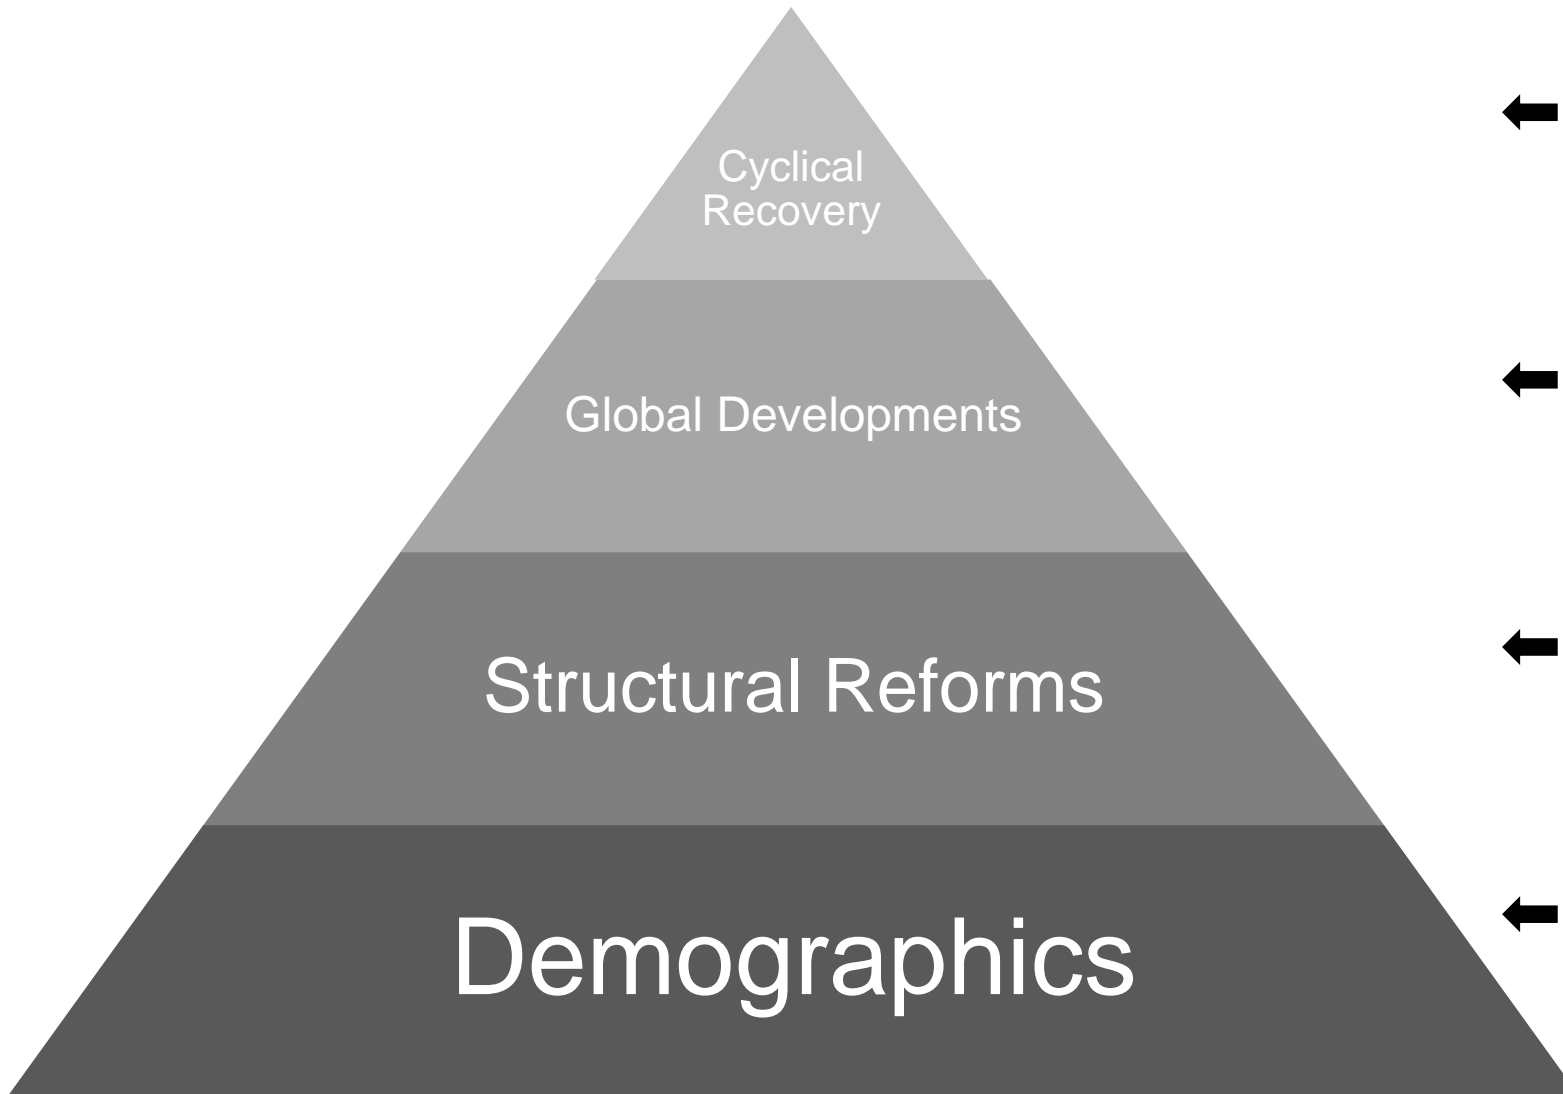 Cyclical
Recovery
Global Developments
Structural Reforms
Demographics